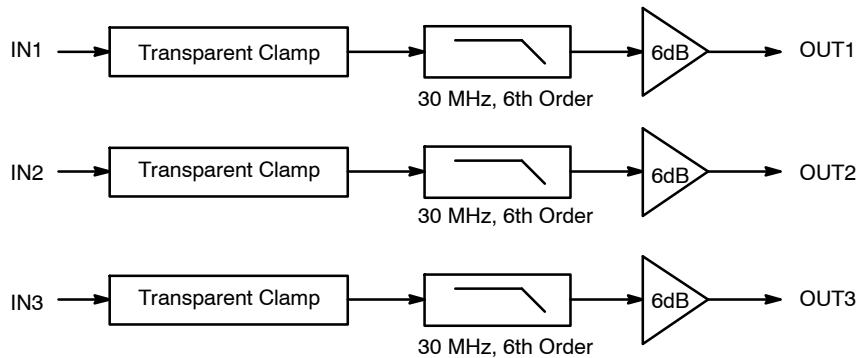 IN1 Transparent Clamp 6dB OUT1
30 MHz, 6th Order
IN2 Transparent Clamp 6dB OUT2
30 MHz, 6th Order
IN3 Transparent Clamp 6dB OUT3
30 MHz, 6th Order